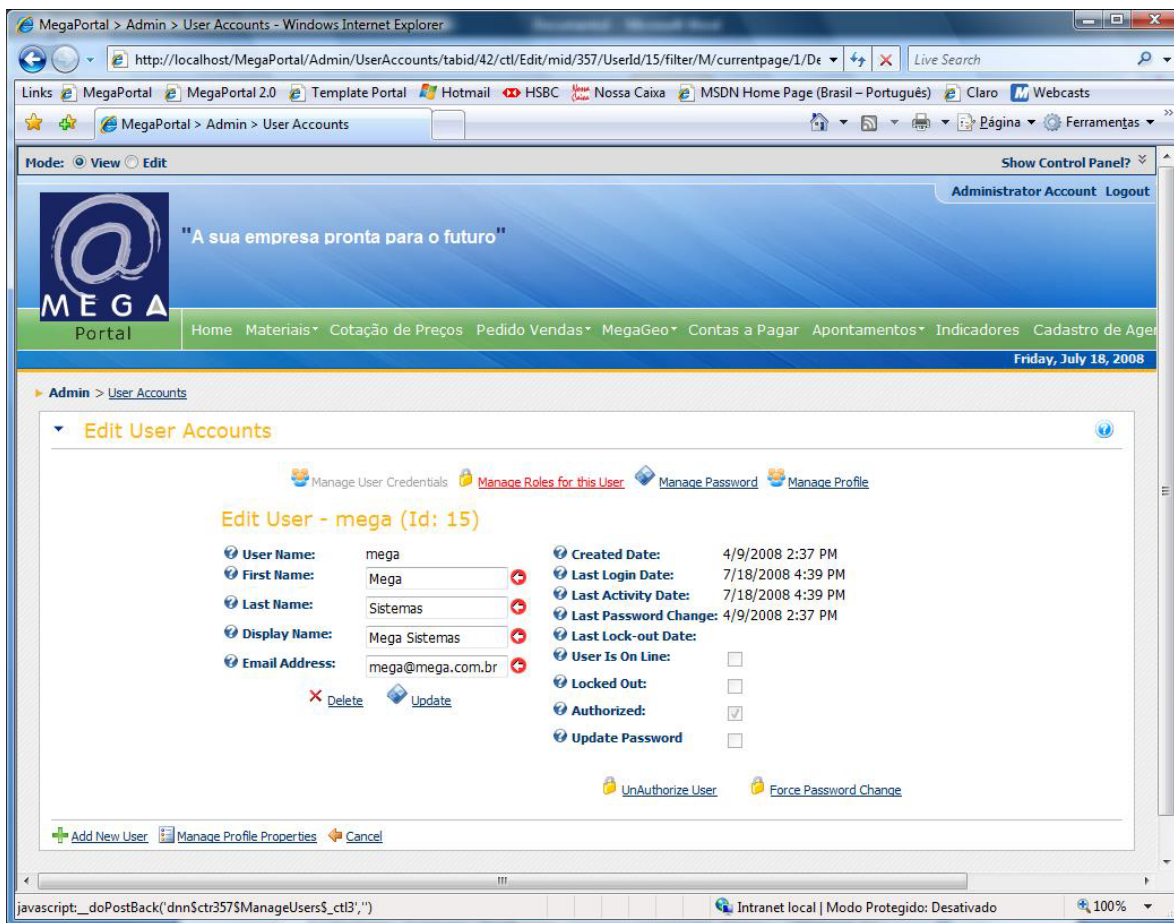 MegaPortal > Admin > User Accounts - Windows Internet Explorer
http://localhost/MegaPortal/Admin/UserAccounts/tabid/42/ctl/Edit/mid/357/UserId/15/filter/M/currentpage/1/De
Live Search
Links MegaPortal MegaPortal 2.0 Template Portal Hotmail HSBC Nossa Caixa MSDN Home Page (Brasil – Português) Claro Webcasts
MegaPortal > Admin > User Accounts
Página Ferramentas
Mode: View Edit
Show Control Panel?
Administrator Account Logout
"A sua empresa pronta para o futuro"
@
MEGA
Portal
Home Materiais Cotação de Preços Pedido Vendas MegaGeo Contas a Pagar Apontamentos Indicadores Cadastro de Ager
Friday, July 18, 2008
Admin > User Accounts
Edit User Accounts
Manage User Credentials Manage Roles for this User Manage Password Manage Profile
Edit User - mega (Id: 15)
User Name: mega
First Name: Mega
Last Name: Sistemas
Display Name: Mega Sistemas
Email Address: mega@mega.com.br
Delete Update
Created Date: 4/9/2008 2:37 PM
Last Login Date: 7/18/2008 4:39 PM
Last Activity Date: 7/18/2008 4:39 PM
Last Password Change: 4/9/2008 2:37 PM
Last Lock-out Date:
User Is On Line:
Locked Out:
Authorized:
Update Password
UnAuthorize User Force Password Change
Add New User Manage Profile Properties Cancel
javascript:__doPostBack('dnn$ctr357$ManageUsers$_ctl3','')
Intranet local | Modo Protegido: Desativado
100%